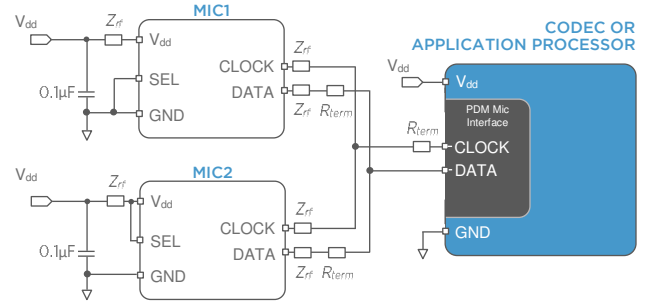 MIC1
CODEC OR
APPLICATION PROCESSOR
Vdd
Zrf
Vdd
SEL
GND
CLOCK
DATA
0.1µF
Zrf
Zrf Rterm
Vdd
Vdd
PDM Mic
Interface
Rterm
CLOCK
DATA
GND
MIC2
Vdd
Zrf
Vdd
SEL
GND
CLOCK
DATA
0.1µF
Zrf
Zrf Rterm